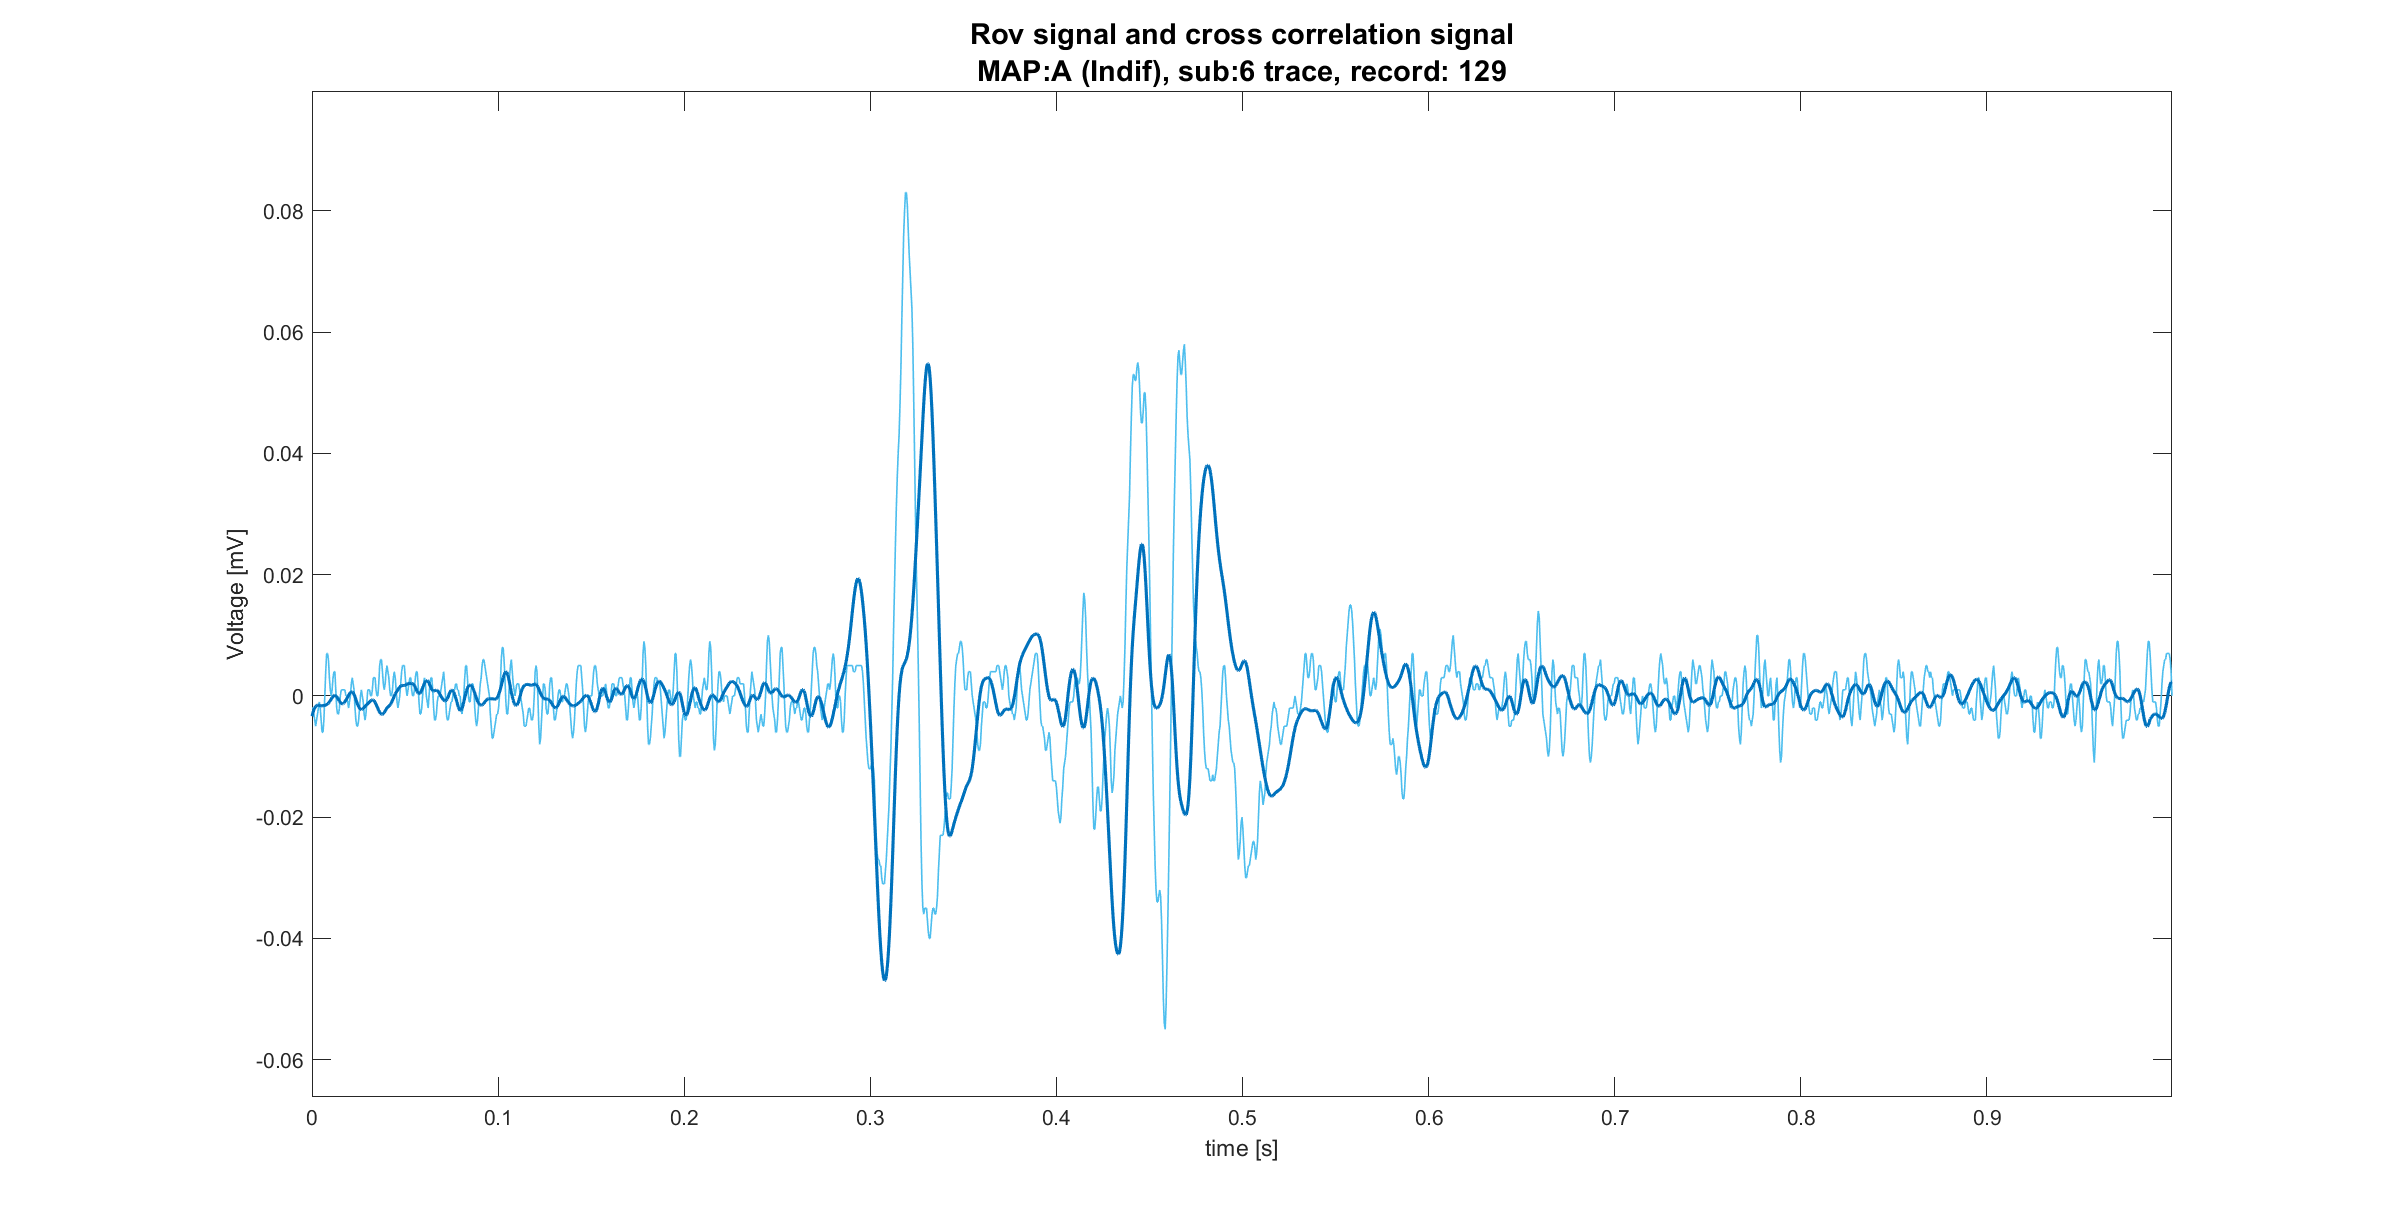 Rov signal and cross correlation signal
MAP:A (Indif), sub:6 trace, record: 129
Voltage [mV]
0.08
0.06
0.04
0.02
0
-0.02
-0.04
-0.06
0 0.1 0.2 0.3 0.4 0.5 0.6 0.7 0.8 0.9
time [s]